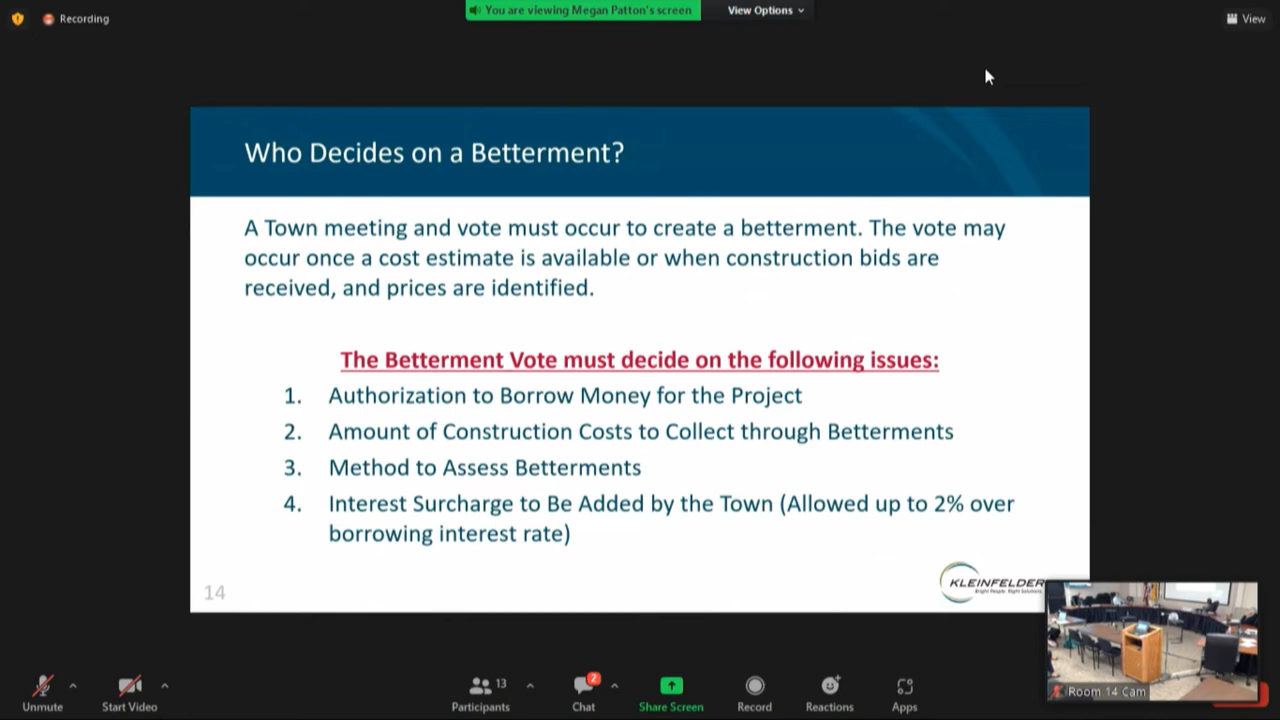 Recording
You are viewing Megan Patton's screen
View Options
View
Who Decides on a Betterment?
A Town meeting and vote must occur to create a betterment. The vote may
occur once a cost estimate is available or when construction bids are
received, and prices are identified.
The Betterment Vote must decide on the following issues:
1. Authorization to Borrow Money for the Project
2. Amount of Construction Costs to Collect through Betterments
3. Method to Assess Betterments
4. Interest Surcharge to Be Added by the Town (Allowed up to 2% over
borrowing interest rate)
14
KLEINFELDER
Bright People. Right Solutions.
Room 14 Cam
13
2
Unmute
Start Video
Participants
Chat
Share Screen
Record
Reactions
Apps